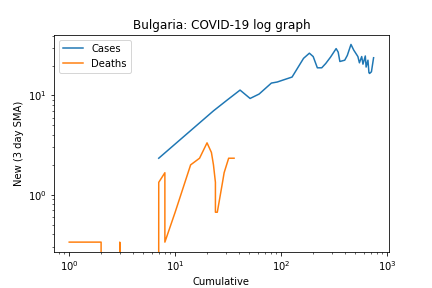 Bulgaria: COVID-19 log graph
Cases
Deaths
New (3 day SMA)
10¹
10⁰
10⁰ 10¹ 10² 10³
Cumulative